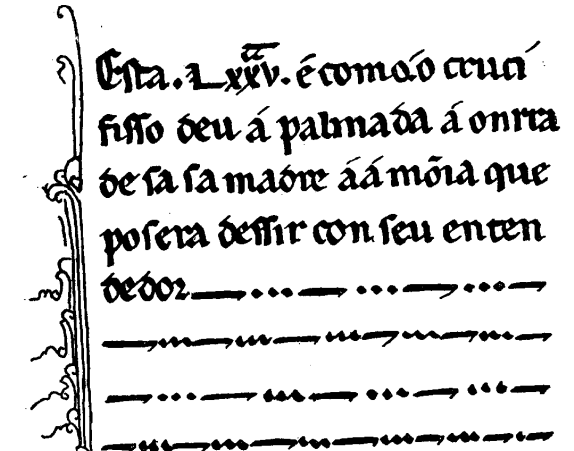 Esta .Lxxv. é como o cruci
fisso deu á palmada á onrra
de sa sa madre áá mõia que
posera dessir con seu enten
dedor